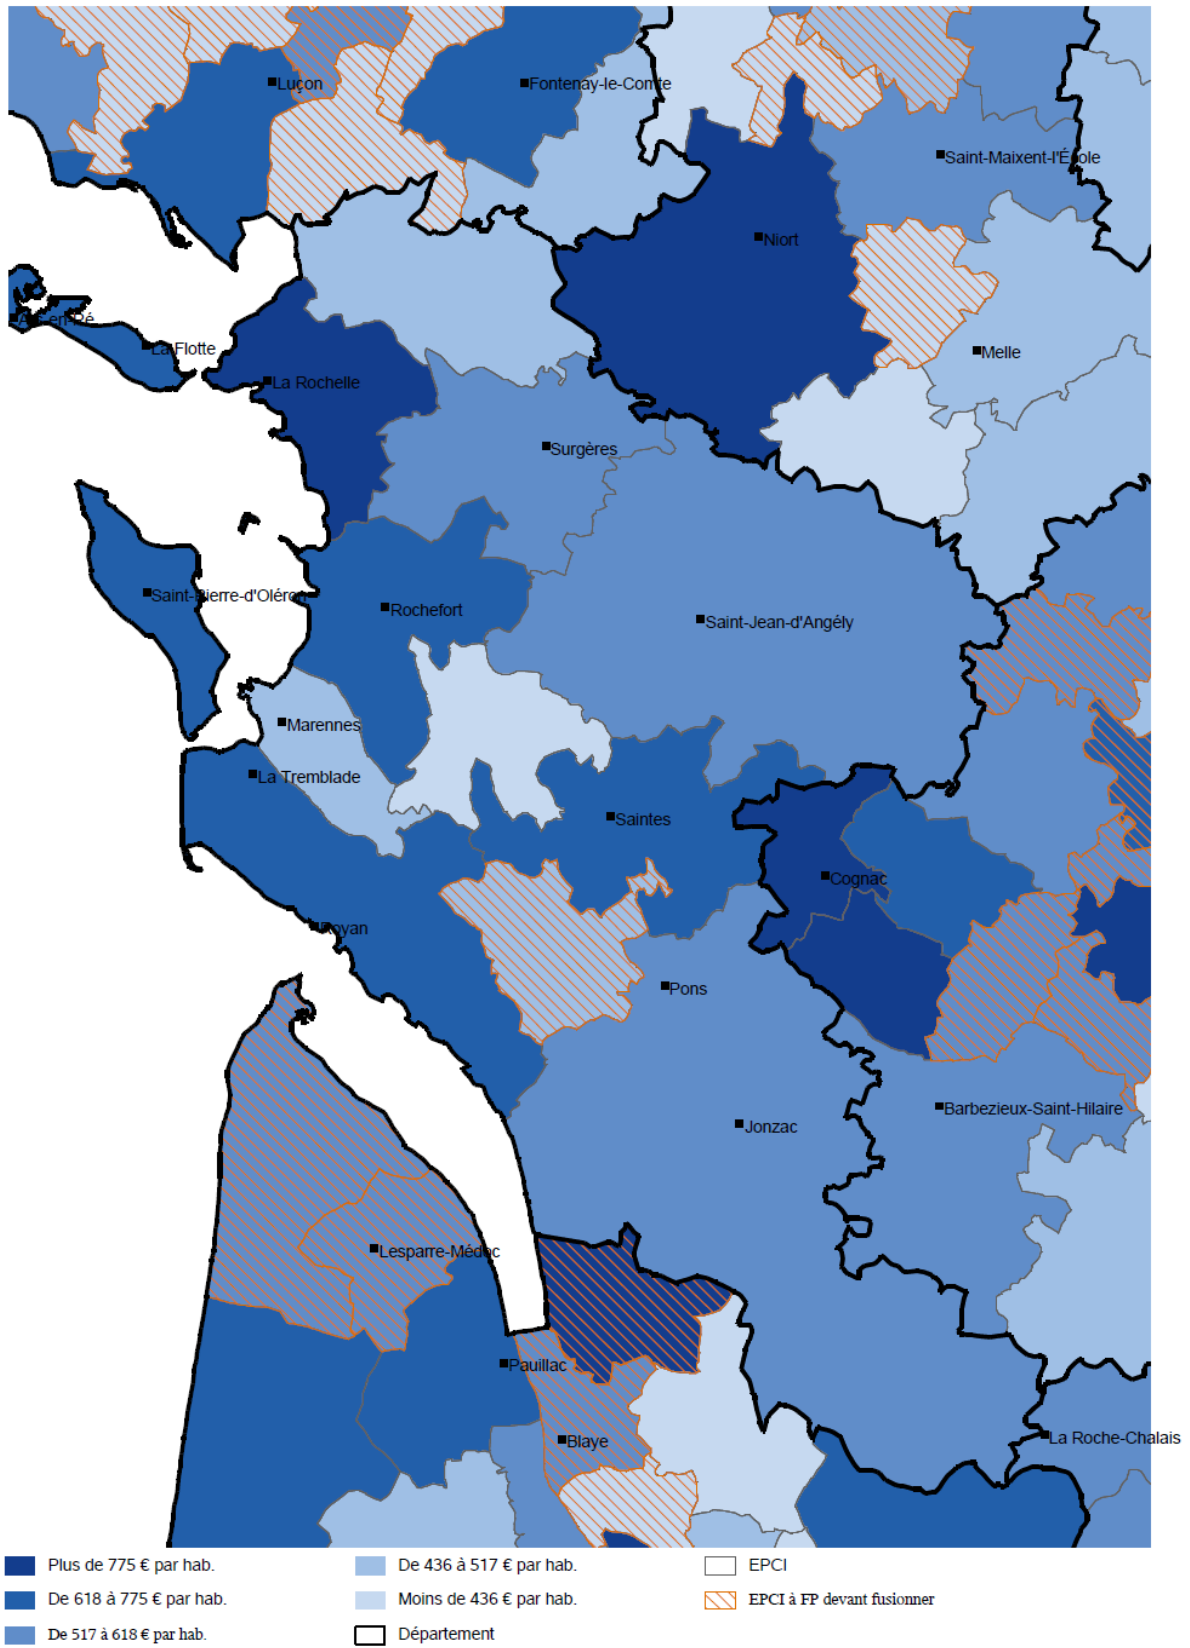 Luçon
Fontenay-le-Comte
Saint-Maixent-l'École
Niort
Ars-en-Ré
La Flotte
Melle
La Rochelle
Surgères
Saint-Pierre-d'Oléron
Rochefort
Saint-Jean-d'Angély
Marennes
La Tremblade
Saintes
Cognac
Royan
Pons
Barbezieux-Saint-Hilaire
Jonzac
Lesparre-Médoc
Pauillac
Blaye
La Roche-Chalais
Plus de 775 € par hab.
De 436 à 517 € par hab.
EPCI
De 618 à 775 € par hab.
Moins de 436 € par hab.
EPCI à FP devant fusionner
De 517 à 618 € par hab.
Département